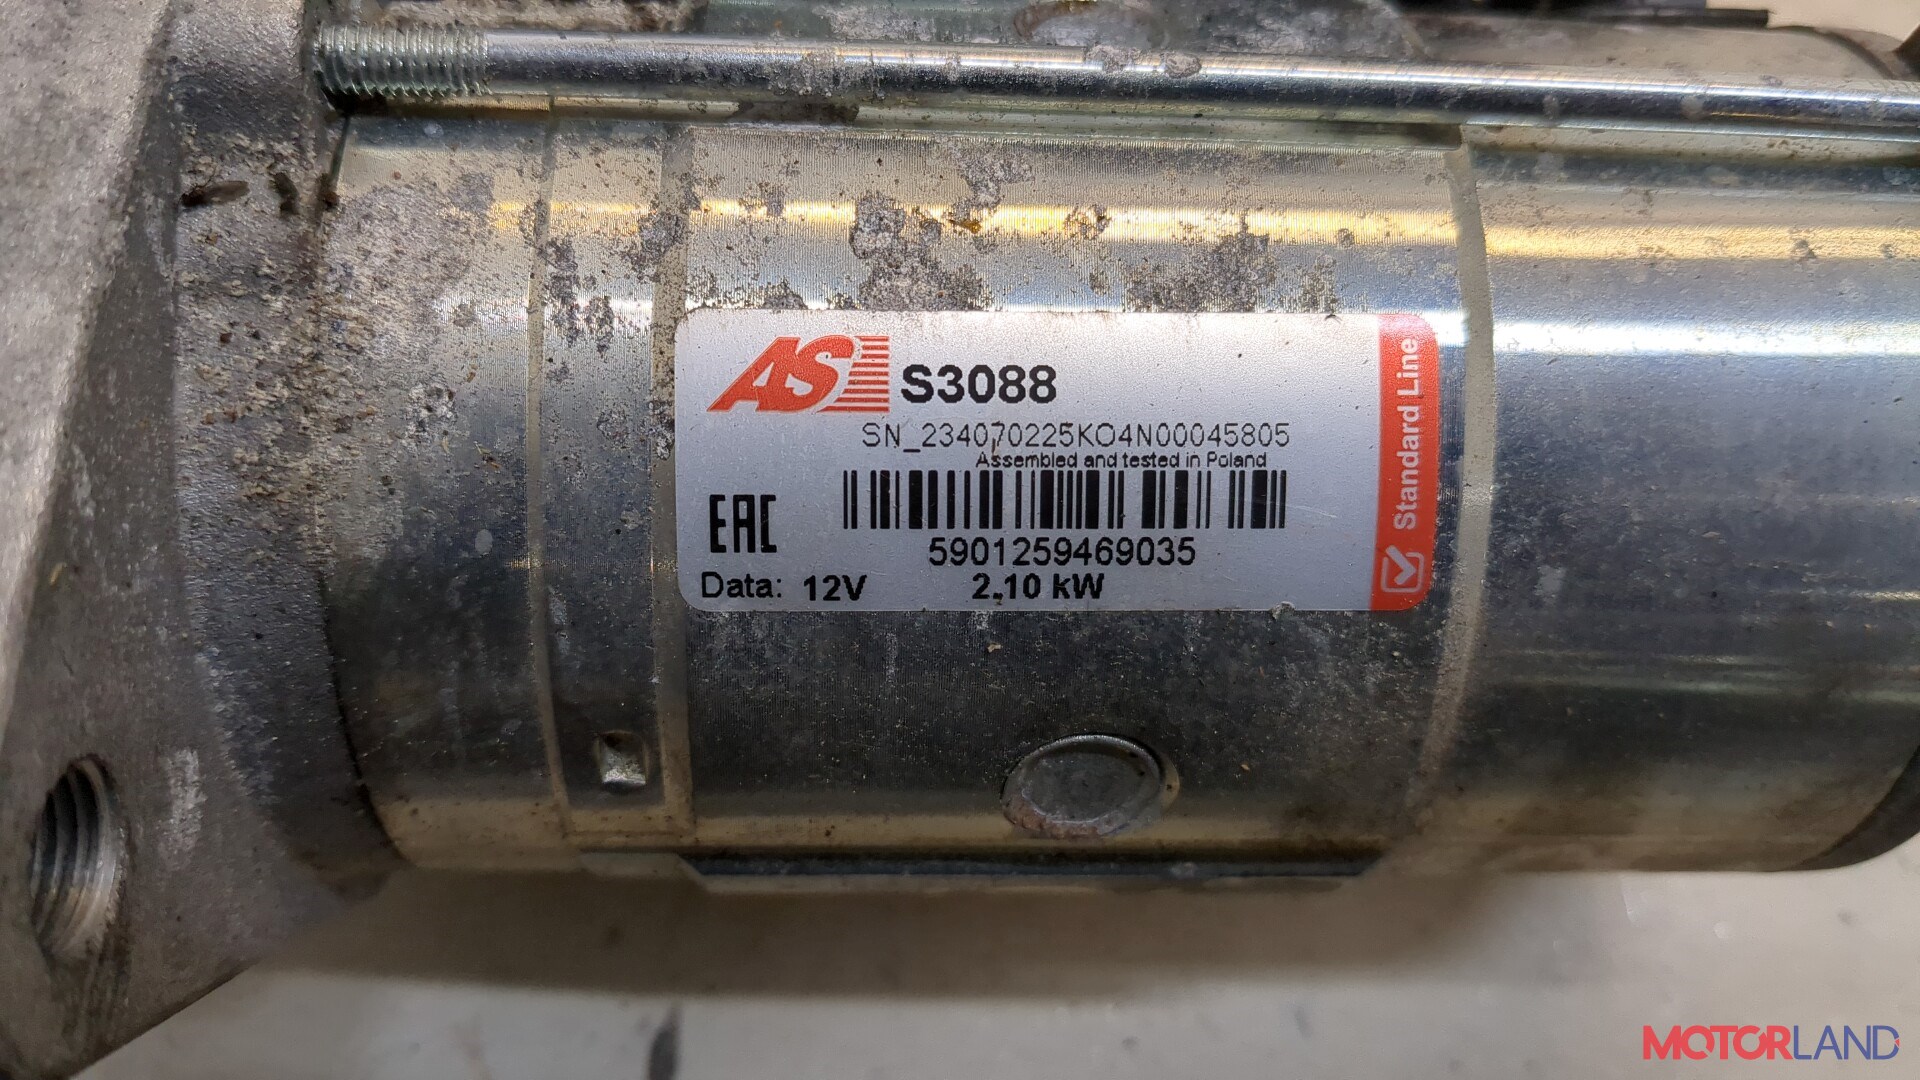 AS S3088
SN_234070225KO4N00045805
Assembled and tested in Poland
EAC
5901259469035
Data: 12V 2.10 kW
Standard Line
MOTORLAND